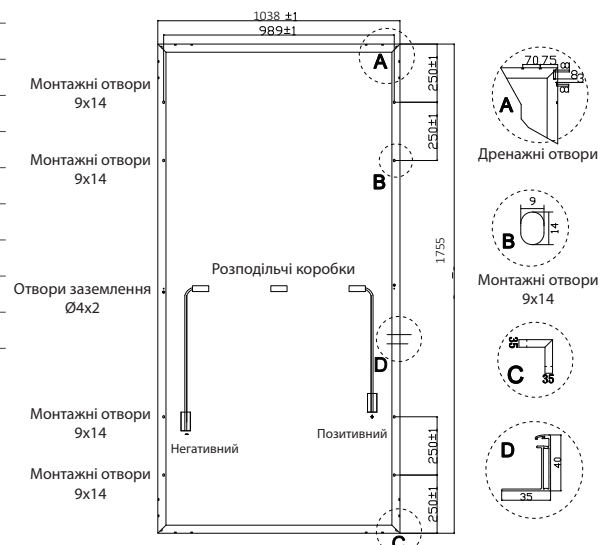 1038 ±1
989±1
A
250±1
250±1
B
Монтажні отвори
9x14
Монтажні отвори
9x14
1755
Розподільчі коробки
Отвори заземлення
Ø4x2
D
Монтажні отвори
9x14
Негативний
Позитивний
Монтажні отвори
9x14
250±1
250±1
C
70,75
8
8
A
Дренажні отвори
9
14
B
Монтажні отвори
9x14
35
C
35
D
40
35